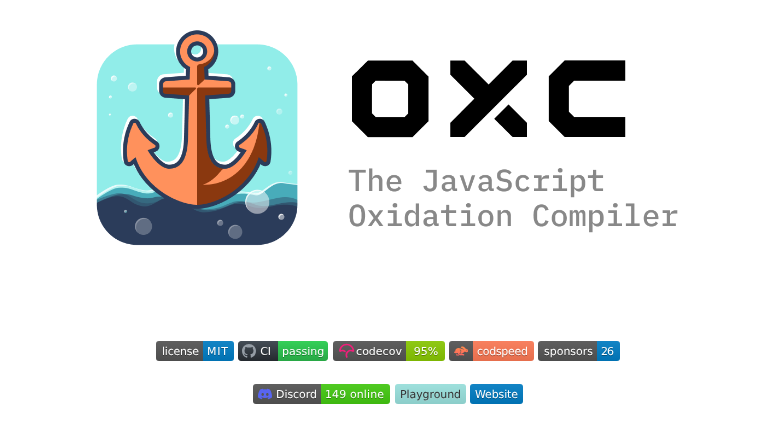 OXC
The JavaScript
Oxidation Compiler
license MIT CI passing codecov 95% codspeed sponsors 26
Discord 149 online Playground Website